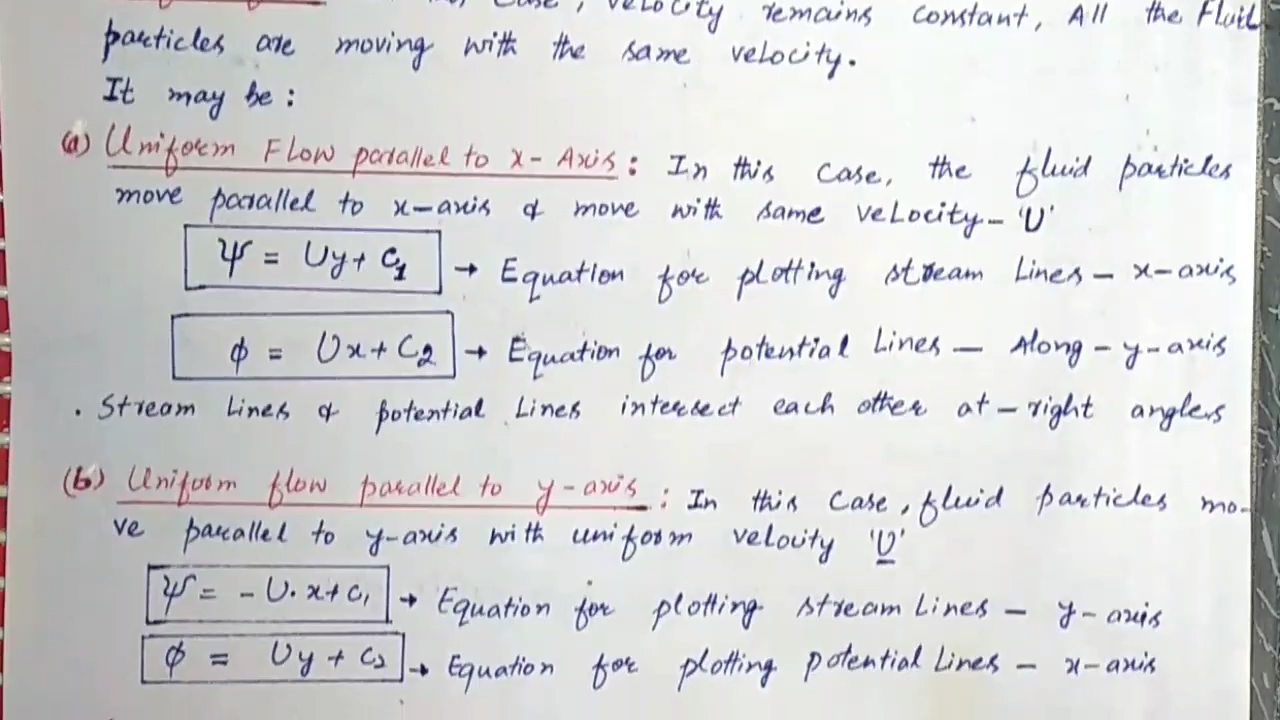 Case, velocity remains constant, All the Fluid
particles are moving with the same velocity.
It may be:
(a) Uniform Flow parallel to x-Axis: In this case, the fluid particles
move parallel to x-axis & move with same velocity-'U'
Ψ = Uy + C1 → Equation for plotting stream Lines - x-axis
φ = Ux + C2 → Equation for potential Lines - Along-y-axis
. Stream Lines & potential Lines intersect each other at-right anglers
(b) Uniform flow parallel to y-axis: In this Case, fluid particles mo-
ve parallel to y-axis with uniform velouity 'U'
Ψ = - U.x + C1 → Equation for plotting stream Lines - y-axis
φ = Uy + C2 → Equation for plotting potential Lines - x-axis